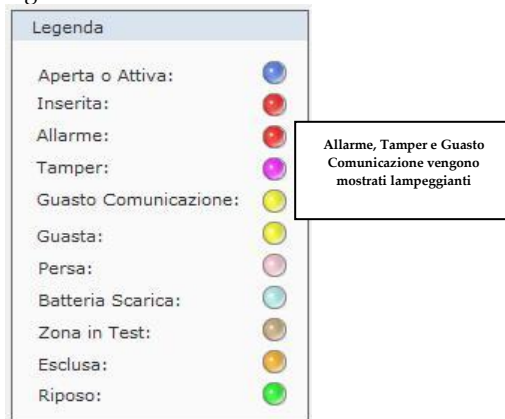 Legenda
Aperta o Attiva:
Inserita:
Allarme:
Tamper:
Guasto Comunicazione:
Guasta:
Persa:
Batteria Scarica:
Zona in Test:
Esclusa:
Riposo:
Allarme, Tamper e Guasto
Comunicazione vengono
mostrati lampeggianti